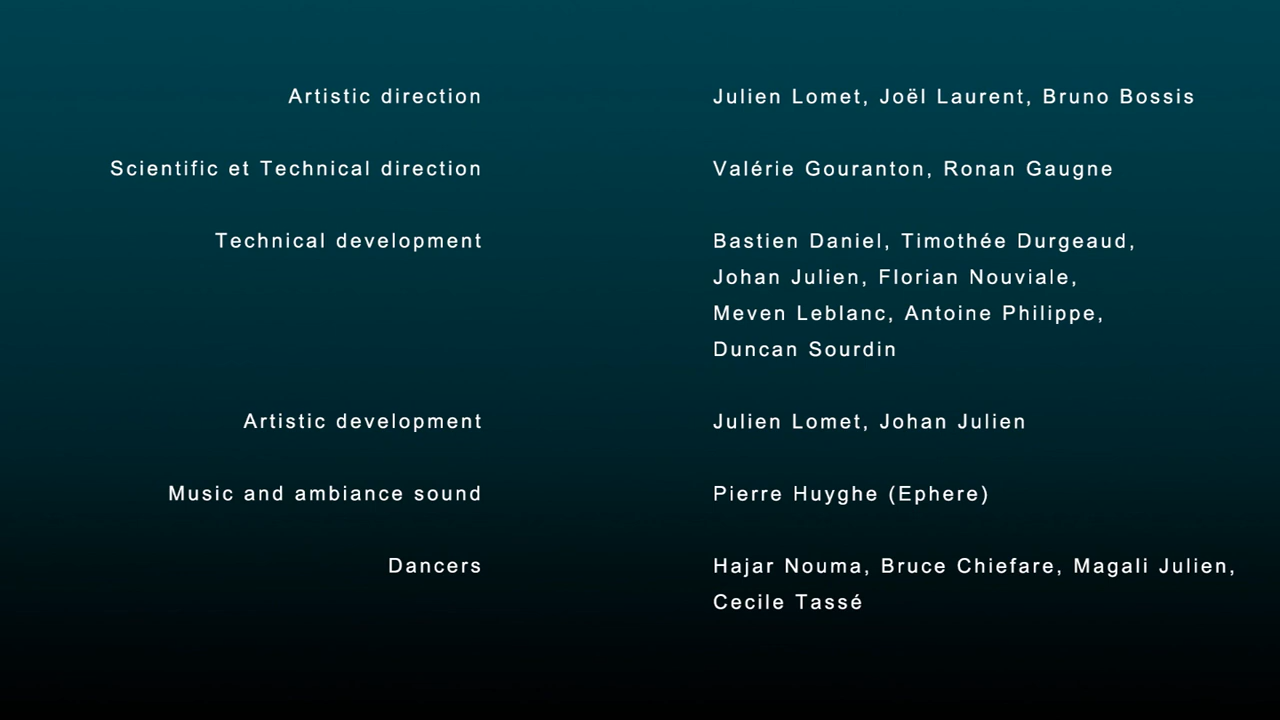 Artistic direction Julien Lomet, Joël Laurent, Bruno Bossis
Scientific et Technical direction Valérie Gouranton, Ronan Gaugne
Technical development Bastien Daniel, Timothée Durgeaud,
Johan Julien, Florian Nouviale,
Meven Leblanc, Antoine Philippe,
Duncan Sourdin
Artistic development Julien Lomet, Johan Julien
Music and ambiance sound Pierre Huyghe (Ephere)
Dancers Hajar Nouma, Bruce Chiefare, Magali Julien,
Cecile Tassé